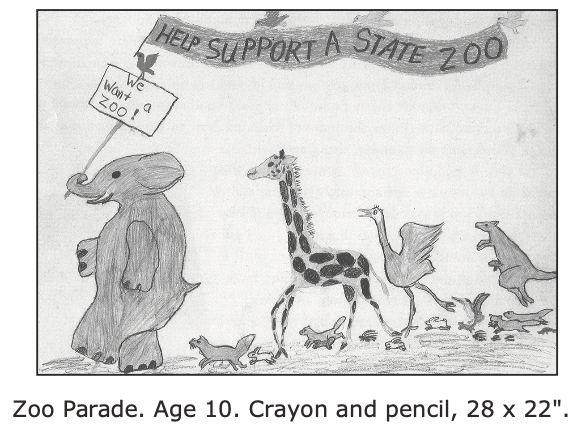 HELP SUPPORT A STATE ZOO
We
want a
ZOO!
Zoo Parade. Age 10. Crayon and pencil, 28 x 22".